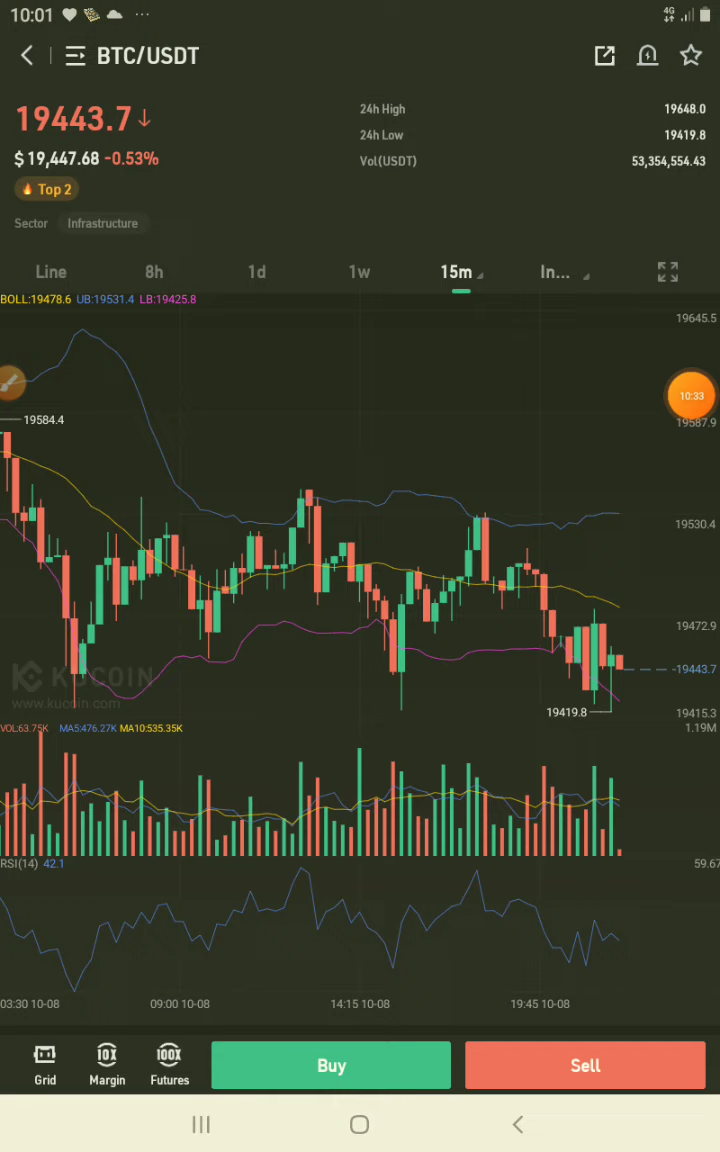 10:01 ... 4G
BTC/USDT
19443.7↓
24h High 19648.0
24h Low 19419.8
$ 19,447.68 -0.53%
Vol(USDT) 53,354,554.43
Top 2
Sector Infrastructure
Line 8h 1d 1w 15m In...
BOLL:19478.6 UB:19531.4 LB:19425.8
19645.5
10:33
19584.4
19587.9
19530.4
19472.9
19443.7
KUCOIN
www.kucoin.com
19419.8
19415.3
VOL:63.75K MA5:476.27K MA10:535.35K
1.19M
RSI(14) 42.1
59.67
03:30 10-08 09:00 10-08 14:15 10-08 19:45 10-08
10X 100X
Grid Margin Futures Buy Sell